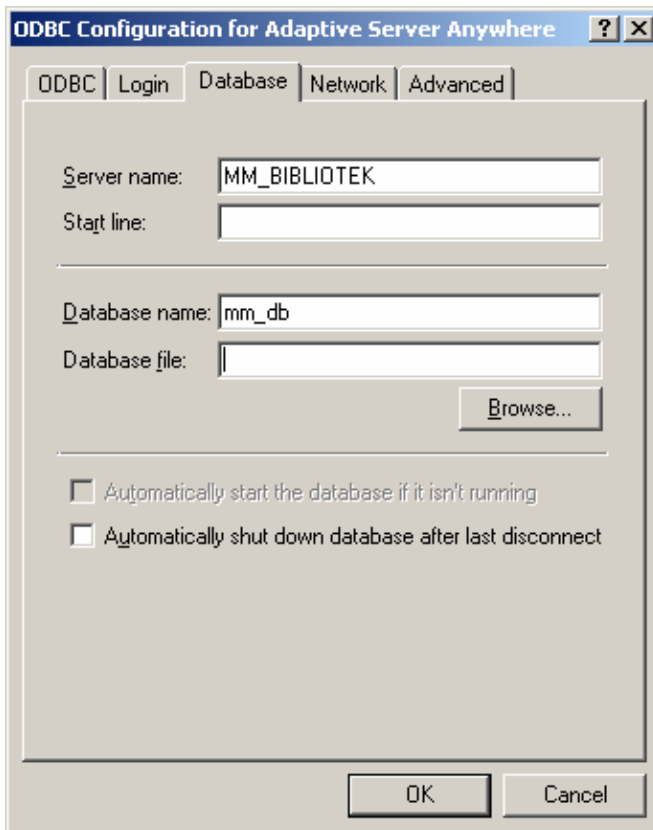 ODBC Configuration for Adaptive Server Anywhere
ODBC Login Database Network Advanced
Server name: MM_BIBLIOTEK
Start line:
Database name: mm_db
Database file:
Browse...
Automatically start the database if it isn't running
Automatically shut down database after last disconnect
OK Cancel